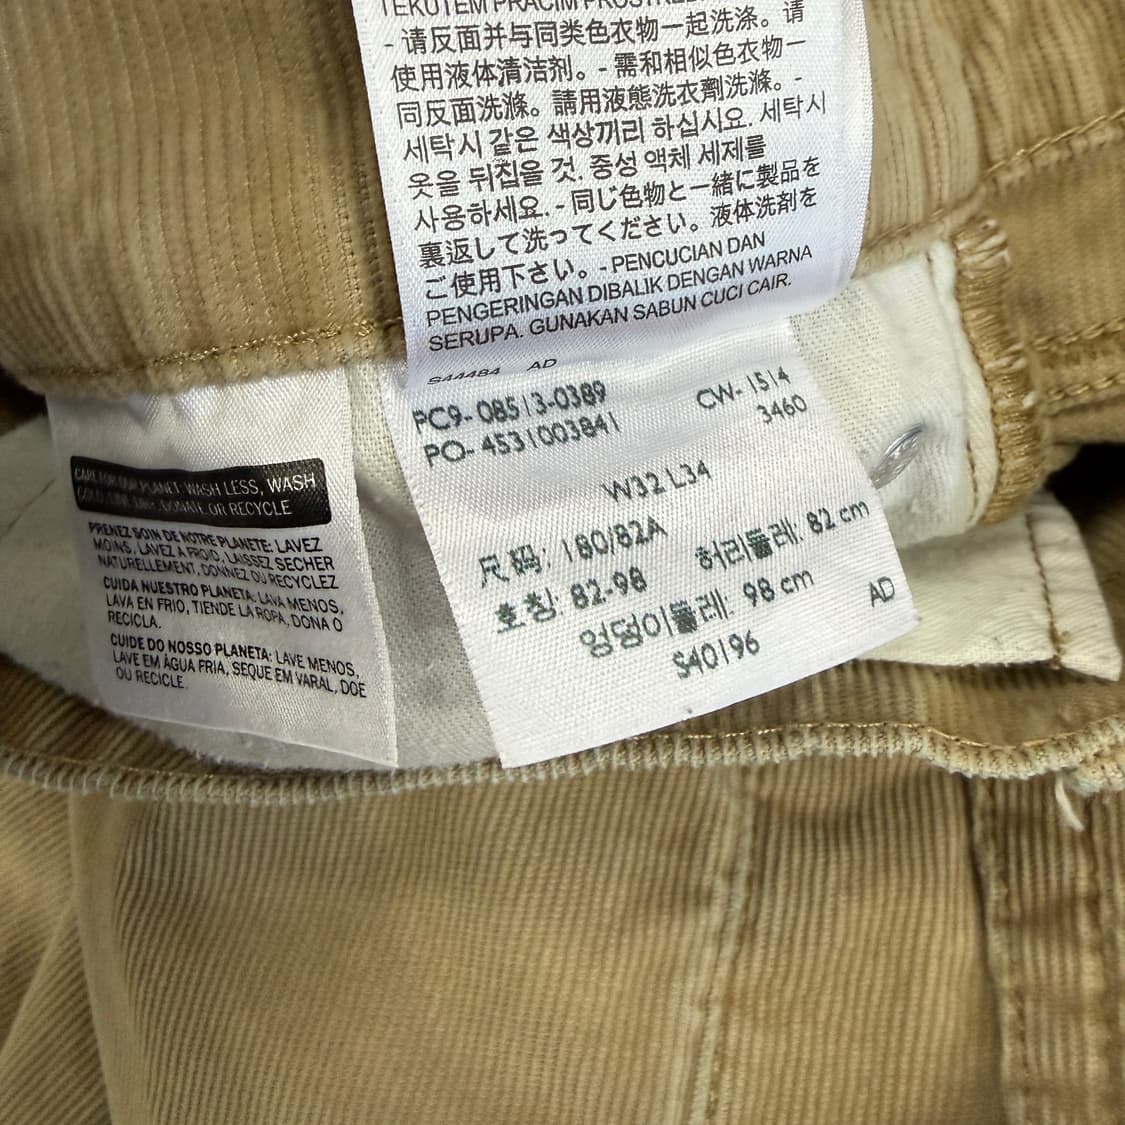 TEKUTÉM PRACÍM PROSTŘED
- 请反面并与同类色衣物一起洗涤。请
使用液体清洁剂。- 需和相似色衣物一
同反面洗滌。請用液態洗衣劑洗滌。-
세탁시 같은 색상끼리 하십시요. 세탁시
옷을 뒤집을 것. 중성 액체 세제를
사용하세요. - 同じ色物と一緒に製品を
裏返して洗ってください。液体洗剤を
ご使用下さい。- PENCUCIAN DAN
PENGERINGAN DIBALIK DENGAN WARNA
SERUPA. GUNAKAN SABUN CUCI CAIR.
S44484 AD
PC9- 08513-0389 CW- 1514
PO- 4531003841 3460
W32 L34
尺码: 180/82A
호칭: 82-98 허리둘레: 82 cm
엉덩이둘레: 98 cm
S40196 AD
CARE FOR OUR PLANET: WASH LESS, WASH
COLD, LINE DRY, DONATE OR RECYCLE
PRENEZ SOIN DE NOTRE PLANETE: LAVEZ
MOINS, LAVEZ A FROID, LAISSEZ SECHER
NATURELLEMENT, DONNEZ OU RECYCLEZ
CUIDA NUESTRO PLANETA: LAVA MENOS,
LAVA EN FRIO, TIENDE LA ROPA, DONA O
RECICLA.
CUIDE DO NOSSO PLANETA: LAVE MENOS,
LAVE EM ÁGUA FRIA, SEQUE EM VARAL, DOE
OU RECICLE